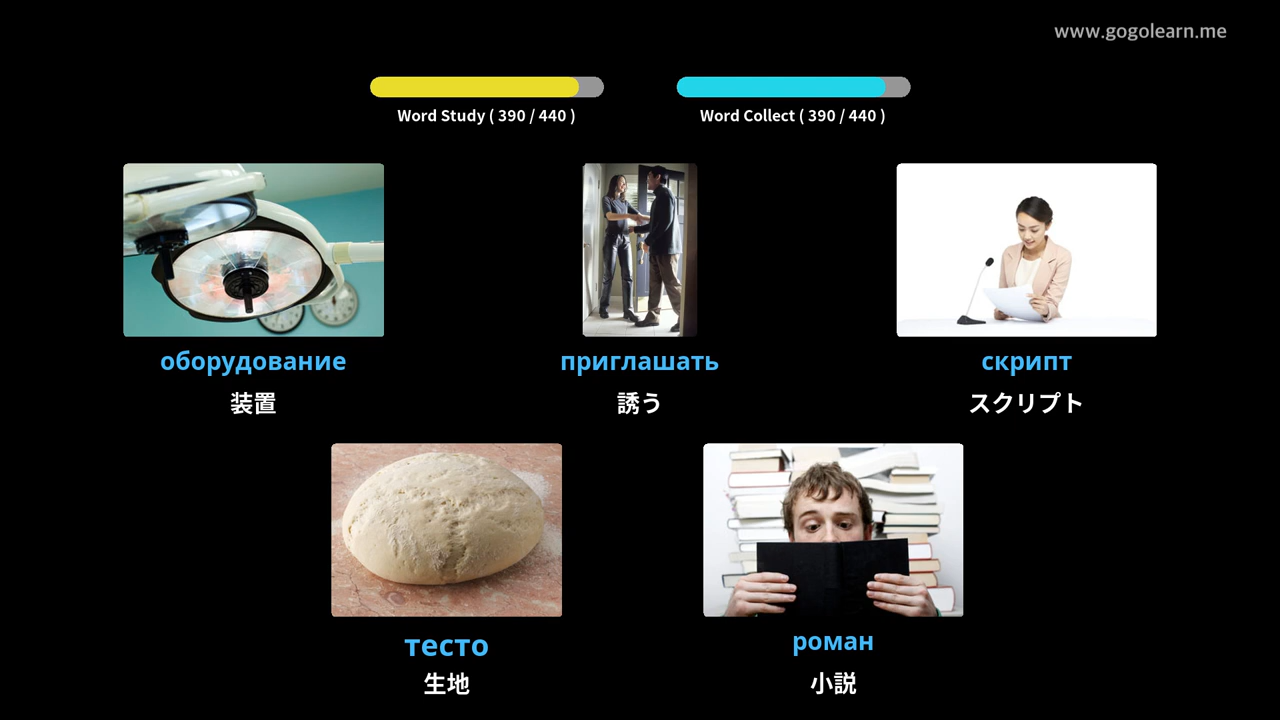 www.gogolearn.me
Word Study ( 390 / 440 )
Word Collect ( 390 / 440 )
оборудование
装置
приглашать
誘う
скрипт
スクリプト
тесто
生地
роман
小説